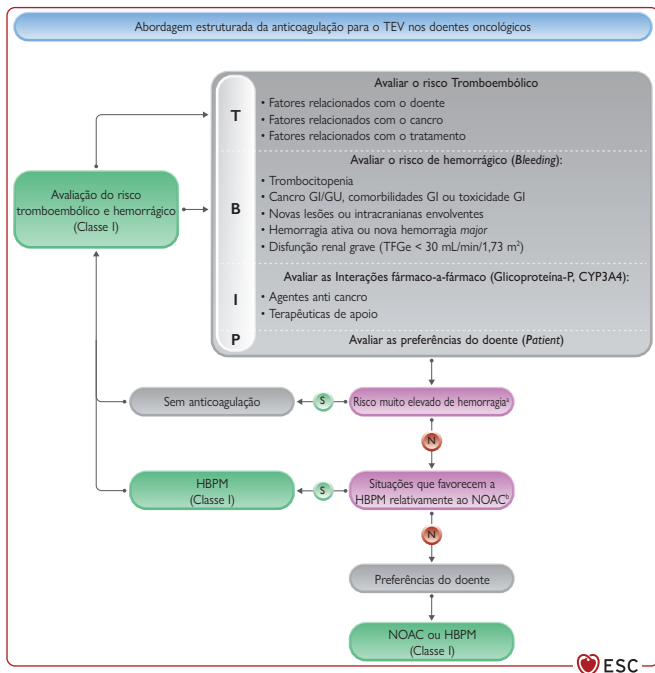 Abordagem estruturada da anticoagulação para o TEV nos doentes oncológicos
Avaliar o risco Tromboembólico
T
• Fatores relacionados com o doente
• Fatores relacionados com o cancro
• Fatores relacionados com o tratamento
Avaliação do risco
tromboembólico e hemorrágico
(Classe I)
Avaliar o risco de hemorrágico (Bleeding):
B
• Trombocitopenia
• Cancro GI/GU, comorbilidades GI ou toxicidade GI
• Novas lesões ou intracranianas envolventes
• Hemorragia ativa ou nova hemorragia major
• Disfunção renal grave (TFGe < 30 mL/min/1,73 m²)
Avaliar as Interações fármaco-a-fármaco (Glicoproteína-P, CYP3A4):
I
• Agentes anti cancro
• Terapêuticas de apoio
P
Avaliar as preferências do doente (Patient)
Sem anticoagulação
S
Risco muito elevado de hemorragiaᵃ
N
HBPM
(Classe I)
S
Situações que favorecem a
HBPM relativamente ao NOACᵇ
N
Preferências do doente
NOAC ou HBPM
(Classe I)
ESC